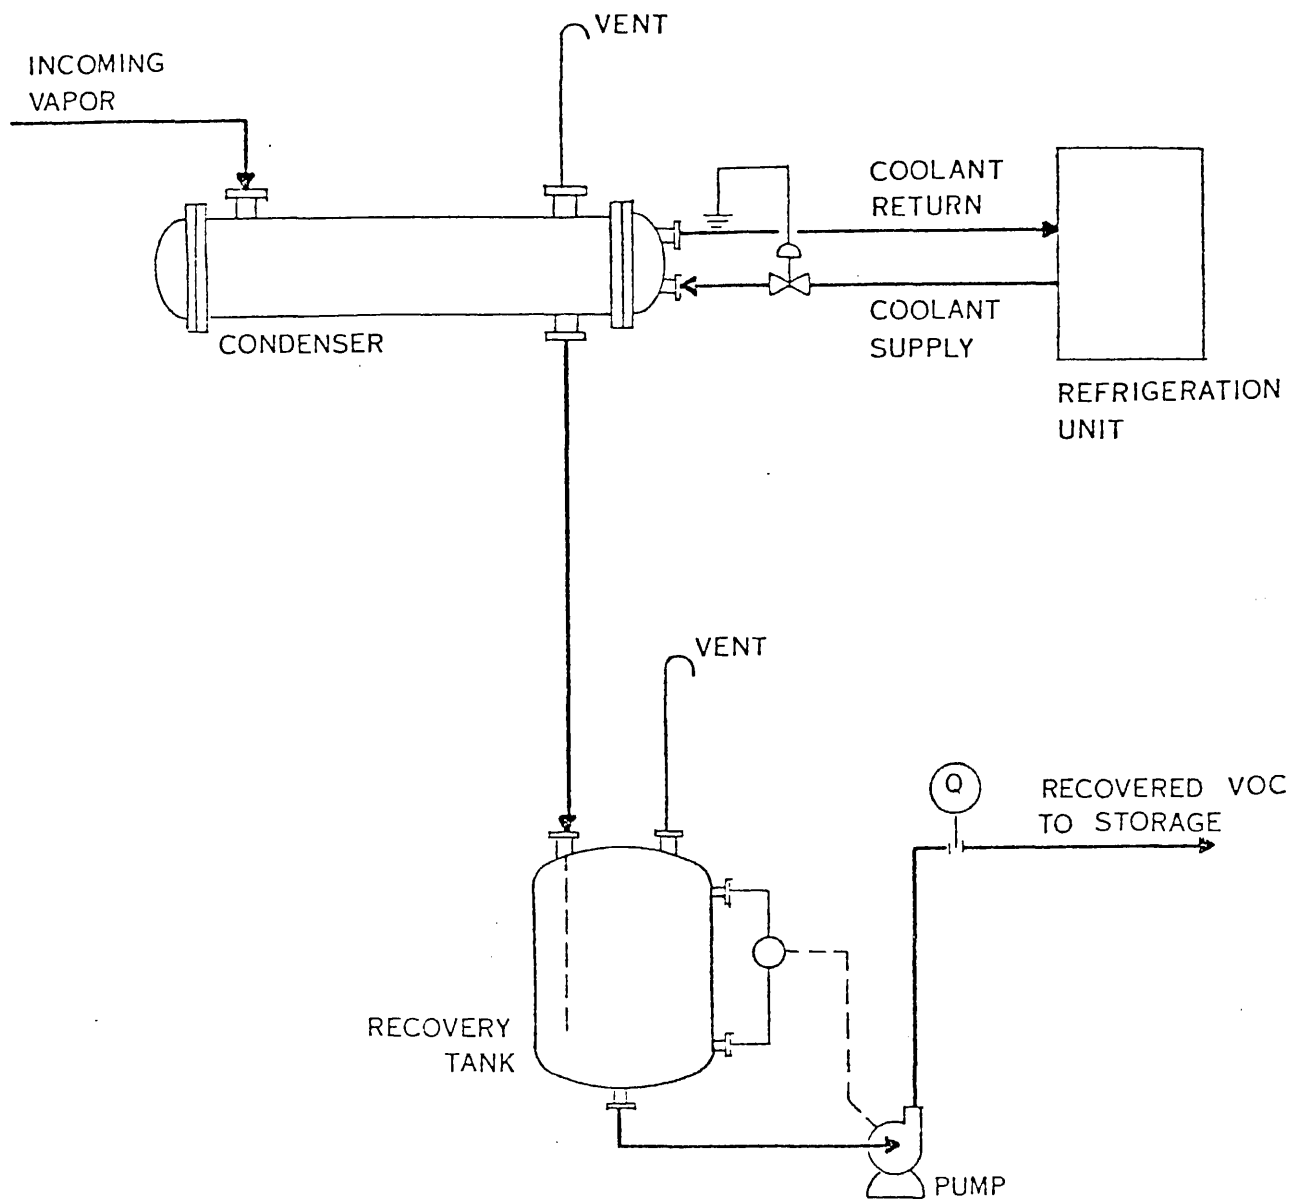 VENT
INCOMING
VAPOR
COOLANT
RETURN
CONDENSER
COOLANT
SUPPLY
REFRIGERATION
UNIT
VENT
Q
RECOVERED VOC
TO STORAGE
RECOVERY
TANK
PUMP